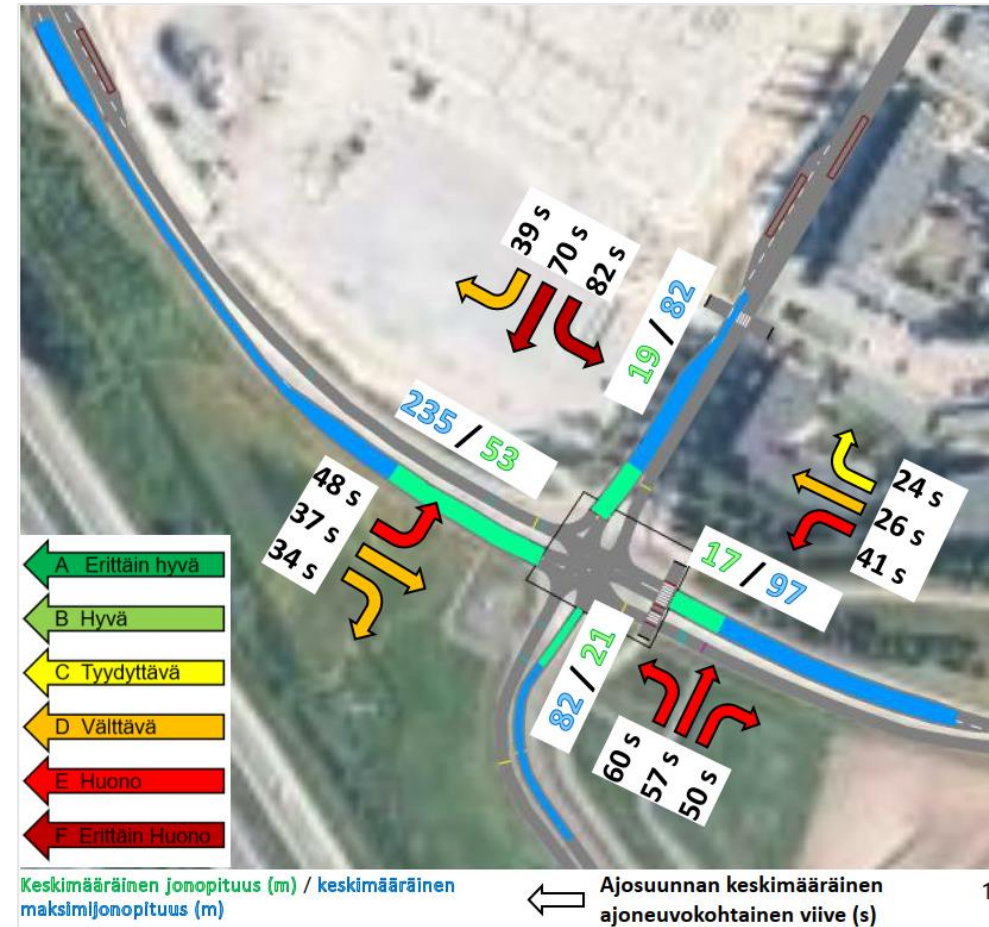 39 s
70 s
82 s
19 / 82
235 / 53
48 s
37 s
34 s
24 s
26 s
41 s
17 / 97
82 / 21
60 s
57 s
50 s
A Erittäin hyvä
B Hyvä
C Tyydyttävä
D Välttävä
E Huono
F Erittäin Huono
Keskimääräinen jonopituus (m) / keskimääräinen
maksimijonopituus (m)
Ajosuunnan keskimääräinen
ajoneuvokohtainen viive (s)
1